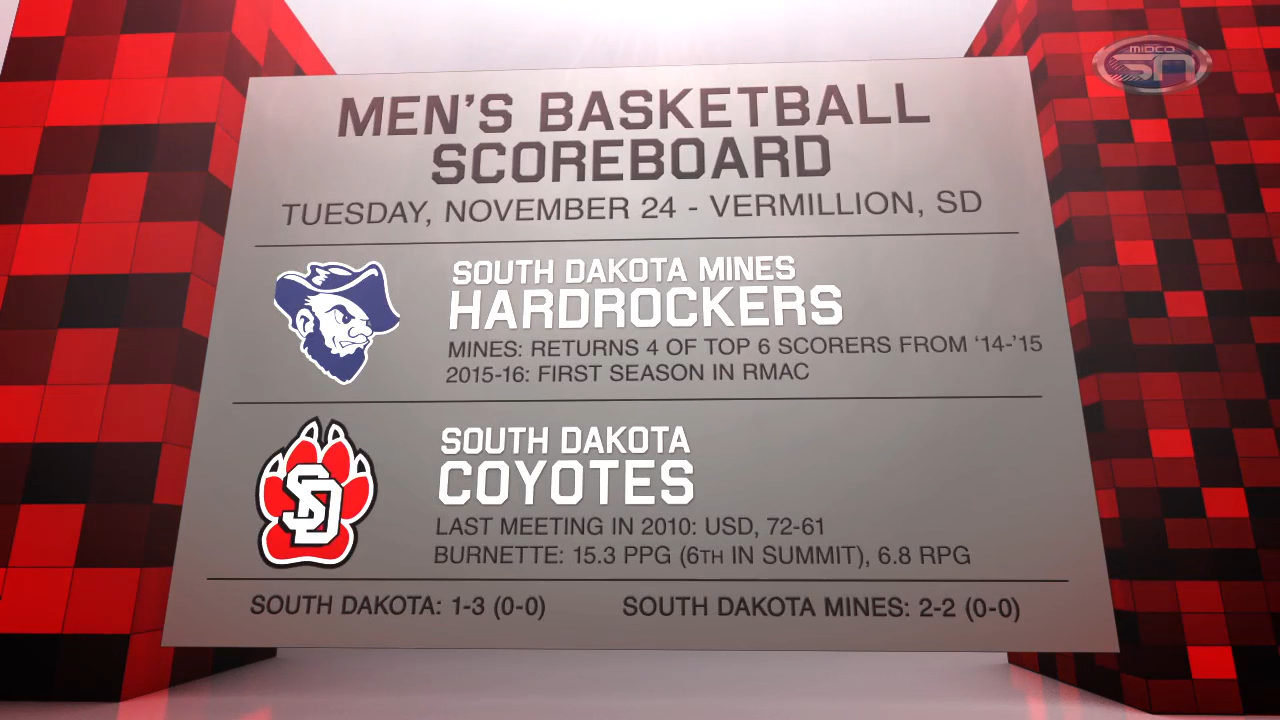 MIDCO
SN
MEN'S BASKETBALL
SCOREBOARD
TUESDAY, NOVEMBER 24 - VERMILLION, SD
SOUTH DAKOTA MINES
HARDROCKERS
MINES: RETURNS 4 OF TOP 6 SCORERS FROM '14-'15
2015-16: FIRST SEASON IN RMAC
SD
SOUTH DAKOTA
COYOTES
LAST MEETING IN 2010: USD, 72-61
BURNETTE: 15.3 PPG (6TH IN SUMMIT), 6.8 RPG
SOUTH DAKOTA: 1-3 (0-0) SOUTH DAKOTA MINES: 2-2 (0-0)